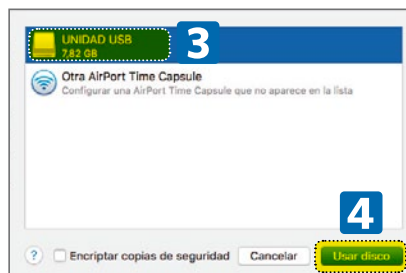 UNIDAD USB
7,82 GB
3
Otra AirPort Time Capsule
Configurar una AirPort Time Capsule que no aparece en la lista
4
? Encriptar copias de seguridad Cancelar Usar disco